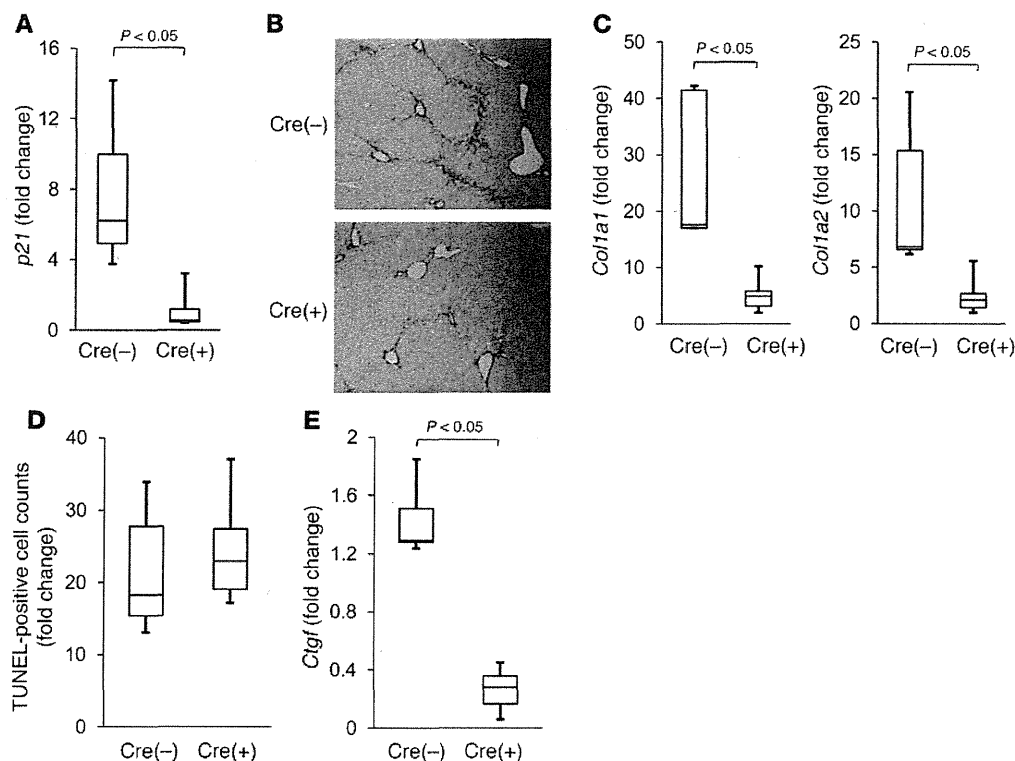 A
P < 0.05
16
12
8
4
0
p21 (fold change)
Cre(–)
Cre(+)
B
Cre(–)
Cre(+)
C
P < 0.05
50
40
30
20
10
0
Col1a1 (fold change)
Cre(–)
Cre(+)
P < 0.05
25
20
15
10
5
0
Col1a2 (fold change)
Cre(–)
Cre(+)
D
40
30
20
10
0
TUNEL-positive cell counts
(fold change)
Cre(–)
Cre(+)
E
P < 0.05
2
1.6
1.2
0.8
0.4
0
Ctgf (fold change)
Cre(–)
Cre(+)